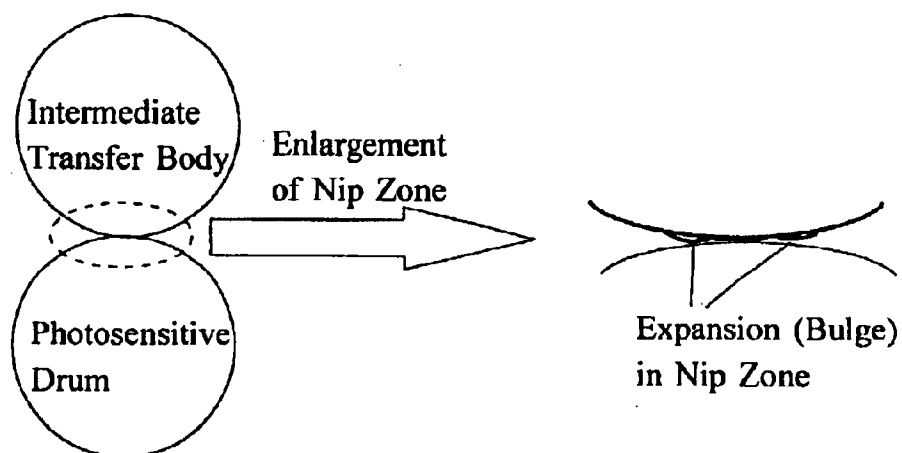 Intermediate
Transfer Body
Enlargement
of Nip Zone
Photosensitive
Drum
Expansion (Bulge)
in Nip Zone